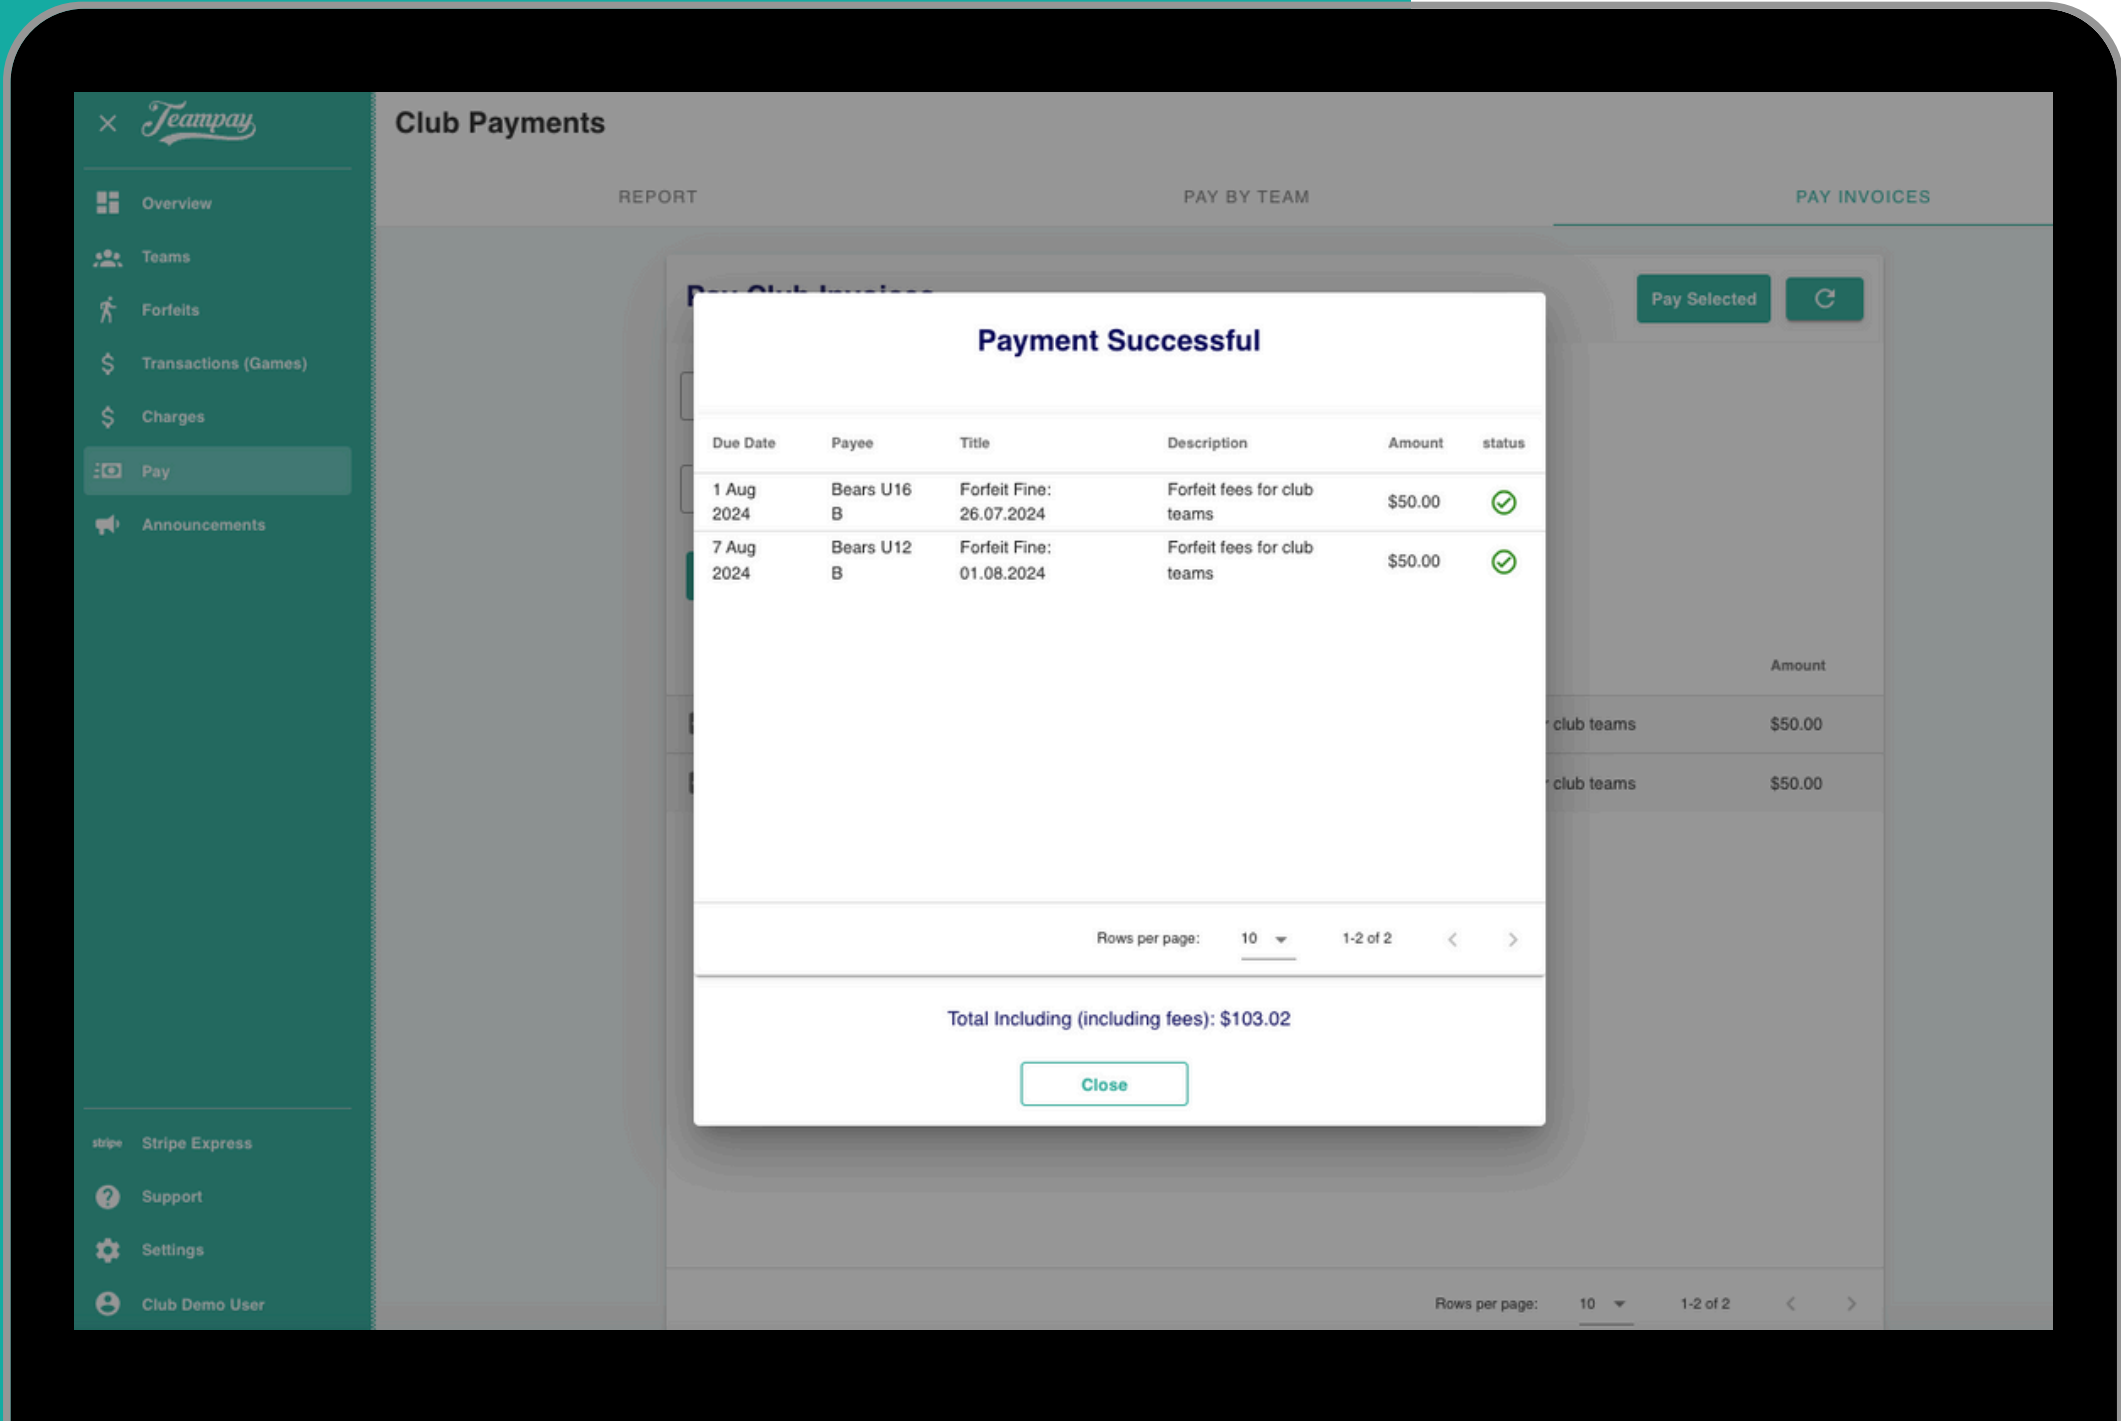 Teampay
Club Payments
Overview
Teams
Forfeits
Transactions (Games)
Charges
Pay
Announcements
stripe Stripe Express
Support
Settings
Club Demo User
REPORT PAY BY TEAM PAY INVOICES
Pay Club Invoices
Pay Selected
Payment Successful
Due Date Payee Title Description Amount status
1 Aug Bears U16 Forfeit Fine: Forfeit fees for club $50.00
2024 B 26.07.2024 teams
7 Aug Bears U12 Forfeit Fine: Forfeit fees for club $50.00
2024 B 01.08.2024 teams
Rows per page: 10 1-2 of 2
Total Including (including fees): $103.02
Close
Amount
club teams $50.00
club teams $50.00
Rows per page: 10 1-2 of 2